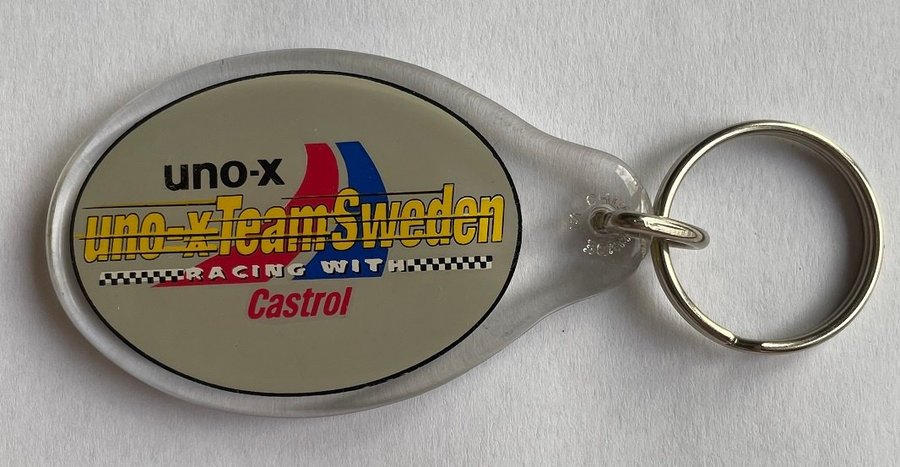 uno-x
uno-x Team Sweden
RACING WITH
Castrol